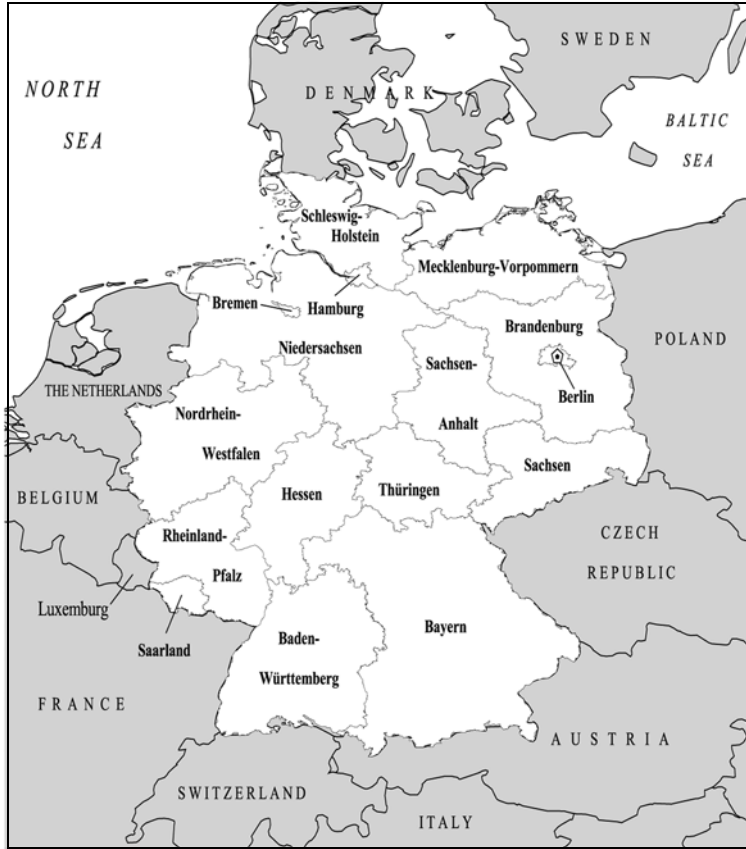 SWEDEN
NORTH
SEA
DENMARK
BALTIC
SEA
Schleswig-
Holstein
Mecklenburg-Vorpommern
Bremen
Hamburg
Brandenburg
POLAND
Niedersachsen
Sachsen-
Anhalt
THE NETHERLANDS
Berlin
Nordrhein-
Westfalen
Sachsen
BELGIUM
Hessen
Thüringen
CZECH
REPUBLIC
Rheinland-
Pfalz
Luxemburg
Saarland
Baden-
Württemberg
Bayern
FRANCE
AUSTRIA
SWITZERLAND
ITALY